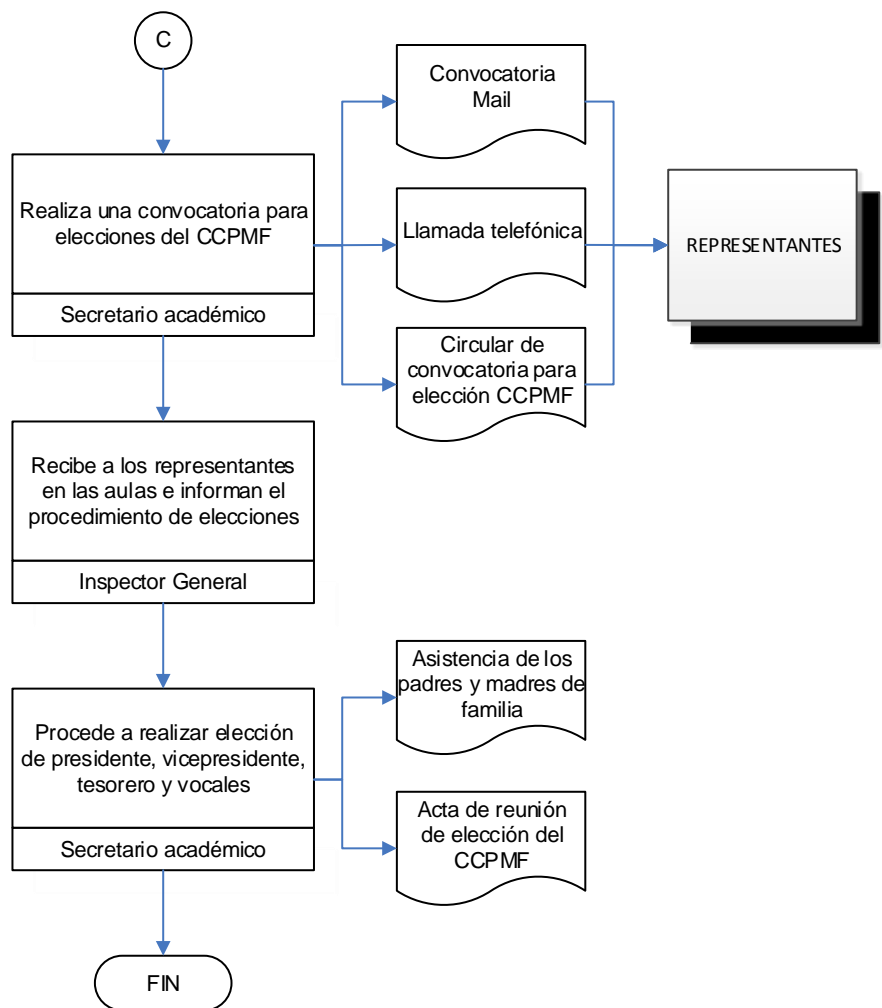 C
Convocatoria
Mail
Realiza una convocatoria para
elecciones del CCPMF
Secretario académico
Llamada telefónica
REPRESENTANTES
Circular de
convocatoria para
elección CCPMF
Recibe a los representantes
en las aulas e informan el
procedimiento de elecciones
Inspector General
Asistencia de los
padres y madres de
familia
Procede a realizar elección
de presidente, vicepresidente,
tesorero y vocales
Secretario académico
Acta de reunión
de elección del
CCPMF
FIN